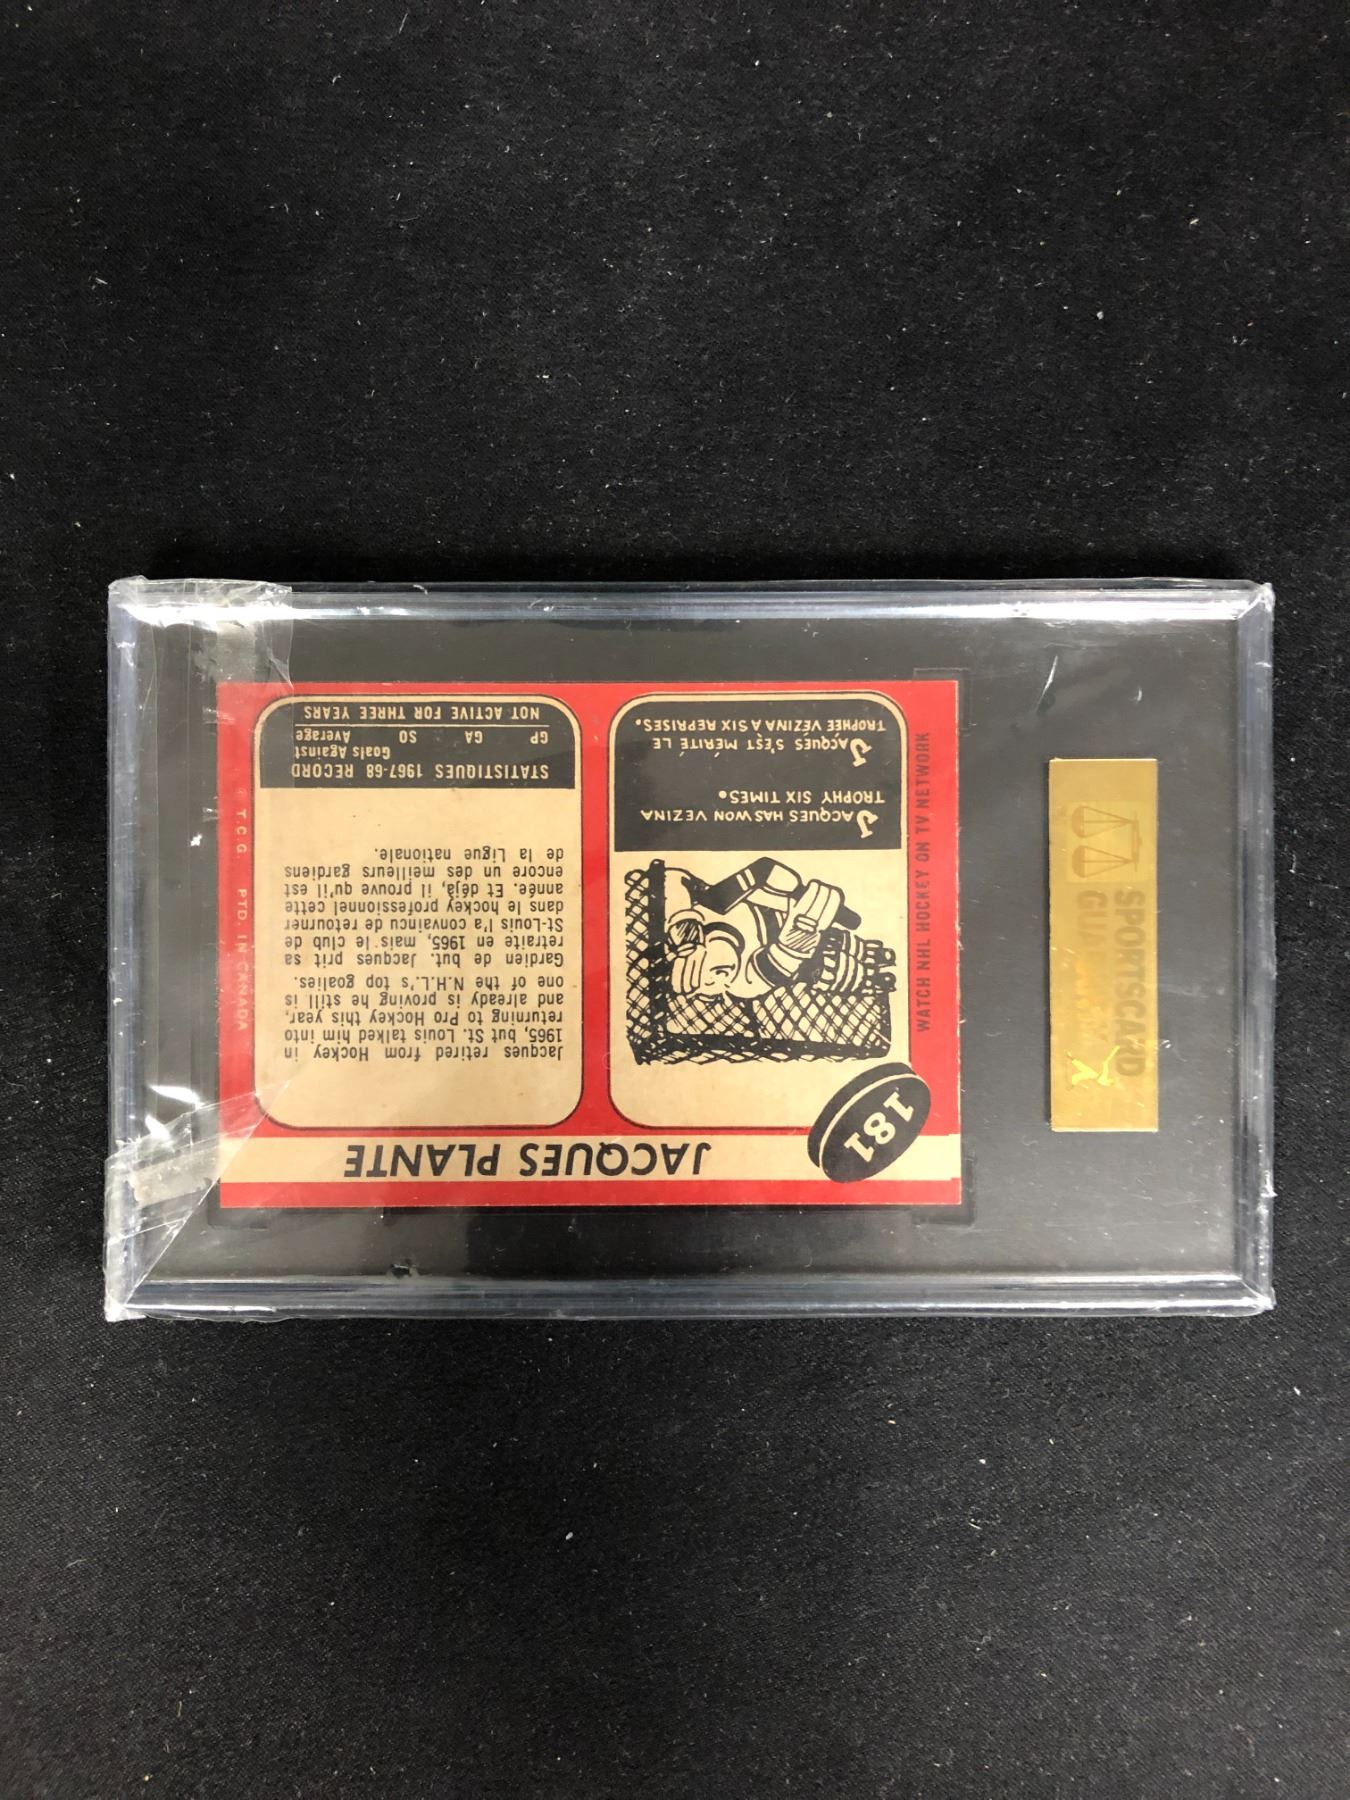 JACQUES PLANTE
181
Jacques retired from Hockey in
1965, but St. Louis talked him into
returning to Pro Hockey this year,
and already is proving he still is
one of the N.H.L.'s top goalies.
Gardien de but. Jacques prit sa
retraite en 1965, mais le club de
St-Louis l'a convaincu de retourner
dans le hockey professionnel cette
année. Et déjà, il prouve qu'il est
encore un des meilleurs gardiens
de la Ligue nationale.
STATISTIQUES 1967-68 RECORD
Goals Against
GP GA SO Average
NOT ACTIVE FOR THREE YEARS
JACQUES HAS WON VEZINA
TROPHY SIX TIMES.
JACQUES S'EST MÉRITÉ LE
TROPHÉE VÉZINA A SIX REPRISES.
WATCH NHL HOCKEY ON TV NETWORK
T.C.G. PTD. IN CANADA
SPORTSCARD